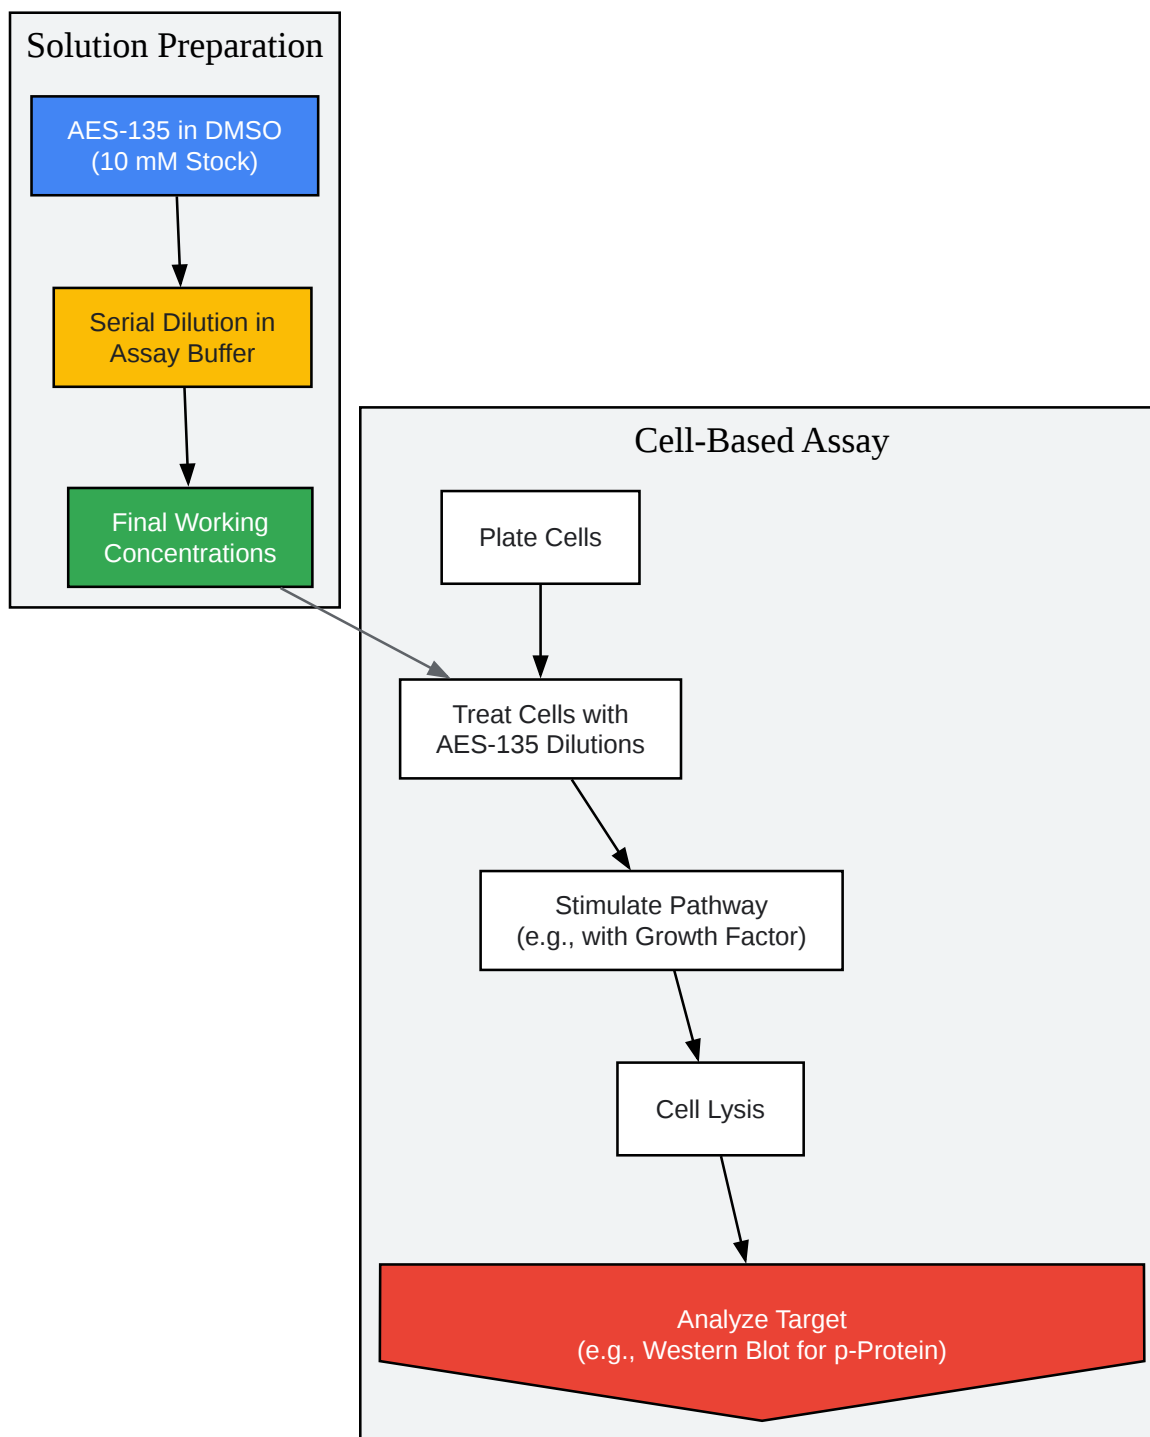 Solution Preparation
AES-135 in DMSO
(10 mM Stock)
Serial Dilution in
Assay Buffer
Final Working
Concentrations
Cell-Based Assay
Plate Cells
Treat Cells with
AES-135 Dilutions
Stimulate Pathway
(e.g., with Growth Factor)
Cell Lysis
Analyze Target
(e.g., Western Blot for p-Protein)